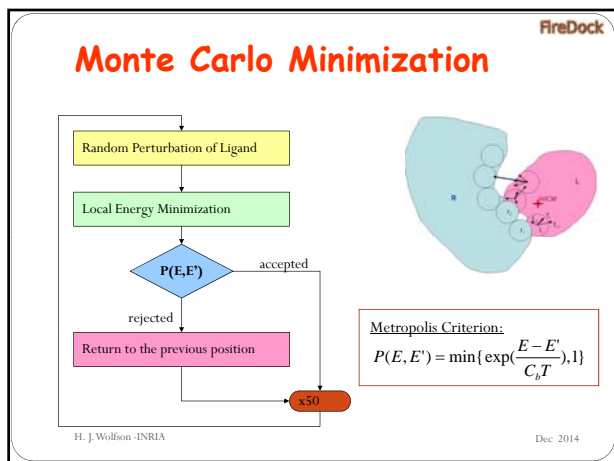 FireDock
Monte Carlo Minimization
Random Perturbation of Ligand
Local Energy Minimization
P(E,E')
accepted
rejected
Return to the previous position
x50
R
L
Metropolis Criterion:
P(E, E') = min{ exp( (E − E') / (C_b T) ), 1}
H. J. Wolfson -INRIA
Dec 2014